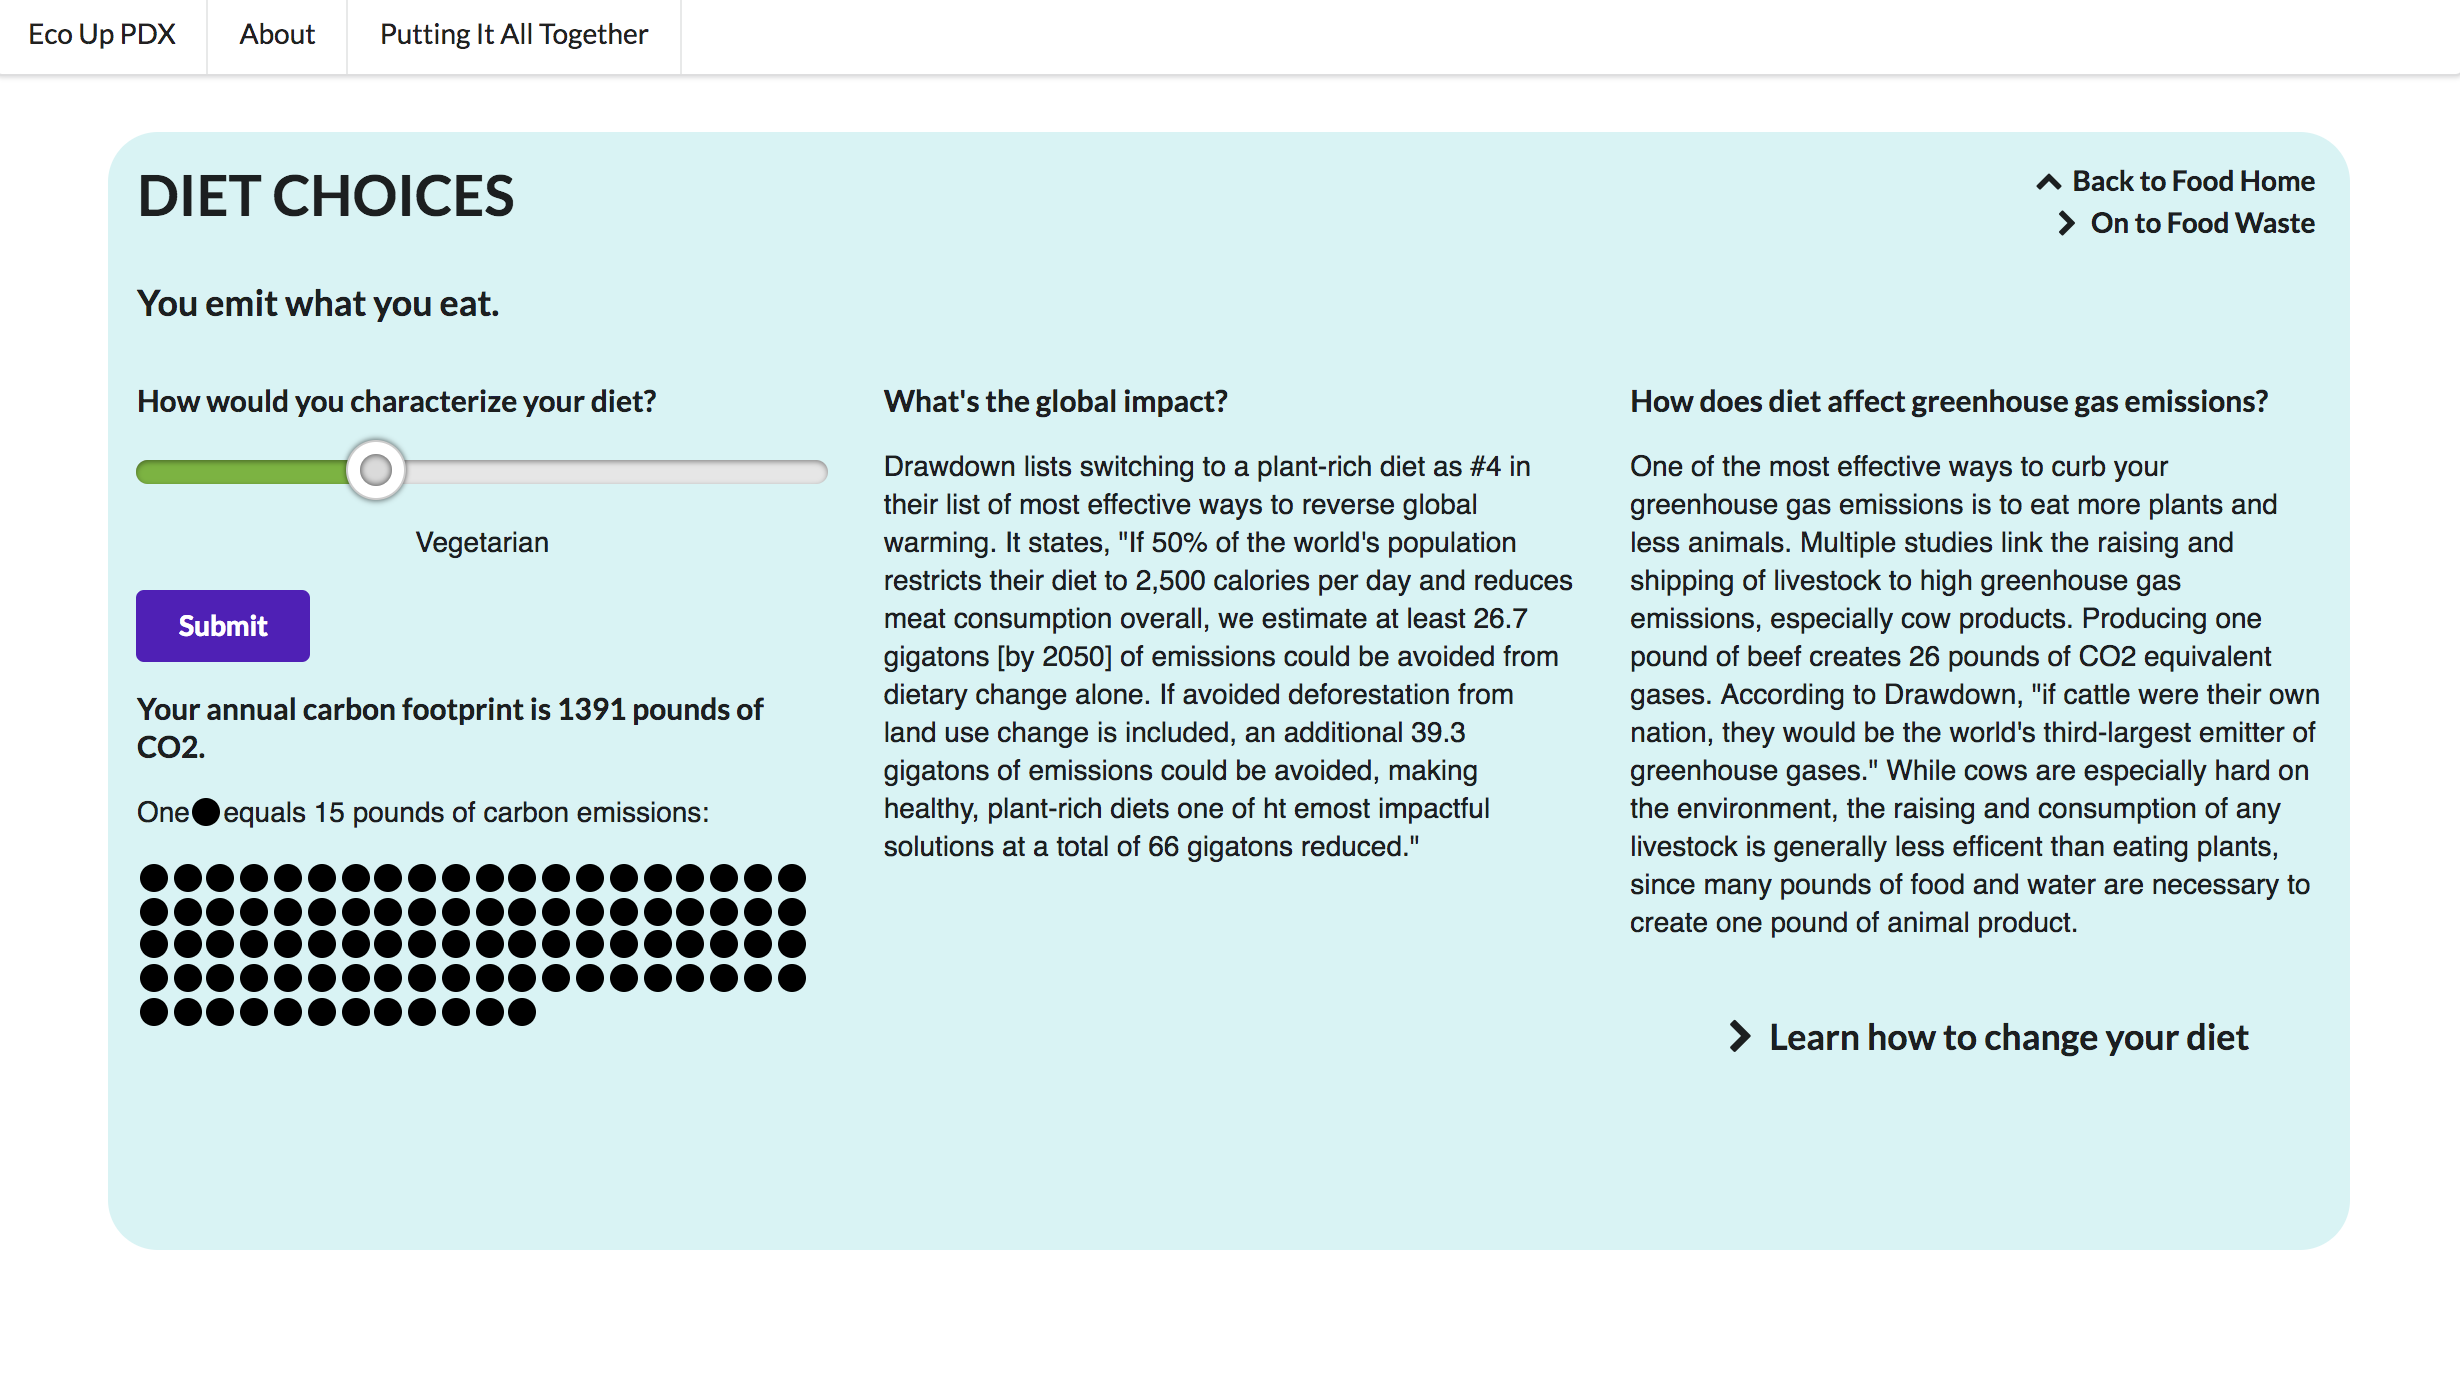 Eco Up PDX
About
Putting It All Together
DIET CHOICES
Back to Food Home
On to Food Waste
You emit what you eat.
How would you characterize your diet?
Vegetarian
Submit
Your annual carbon footprint is 1391 pounds of
CO2.
One equals 15 pounds of carbon emissions:
What's the global impact?
Drawdown lists switching to a plant-rich diet as #4 in
their list of most effective ways to reverse global
warming. It states, "If 50% of the world's population
restricts their diet to 2,500 calories per day and reduces
meat consumption overall, we estimate at least 26.7
gigatons [by 2050] of emissions could be avoided from
dietary change alone. If avoided deforestation from
land use change is included, an additional 39.3
gigatons of emissions could be avoided, making
healthy, plant-rich diets one of ht emost impactful
solutions at a total of 66 gigatons reduced."
How does diet affect greenhouse gas emissions?
One of the most effective ways to curb your
greenhouse gas emissions is to eat more plants and
less animals. Multiple studies link the raising and
shipping of livestock to high greenhouse gas
emissions, especially cow products. Producing one
pound of beef creates 26 pounds of CO2 equivalent
gases. According to Drawdown, "if cattle were their own
nation, they would be the world's third-largest emitter of
greenhouse gases." While cows are especially hard on
the environment, the raising and consumption of any
livestock is generally less efficent than eating plants,
since many pounds of food and water are necessary to
create one pound of animal product.
Learn how to change your diet